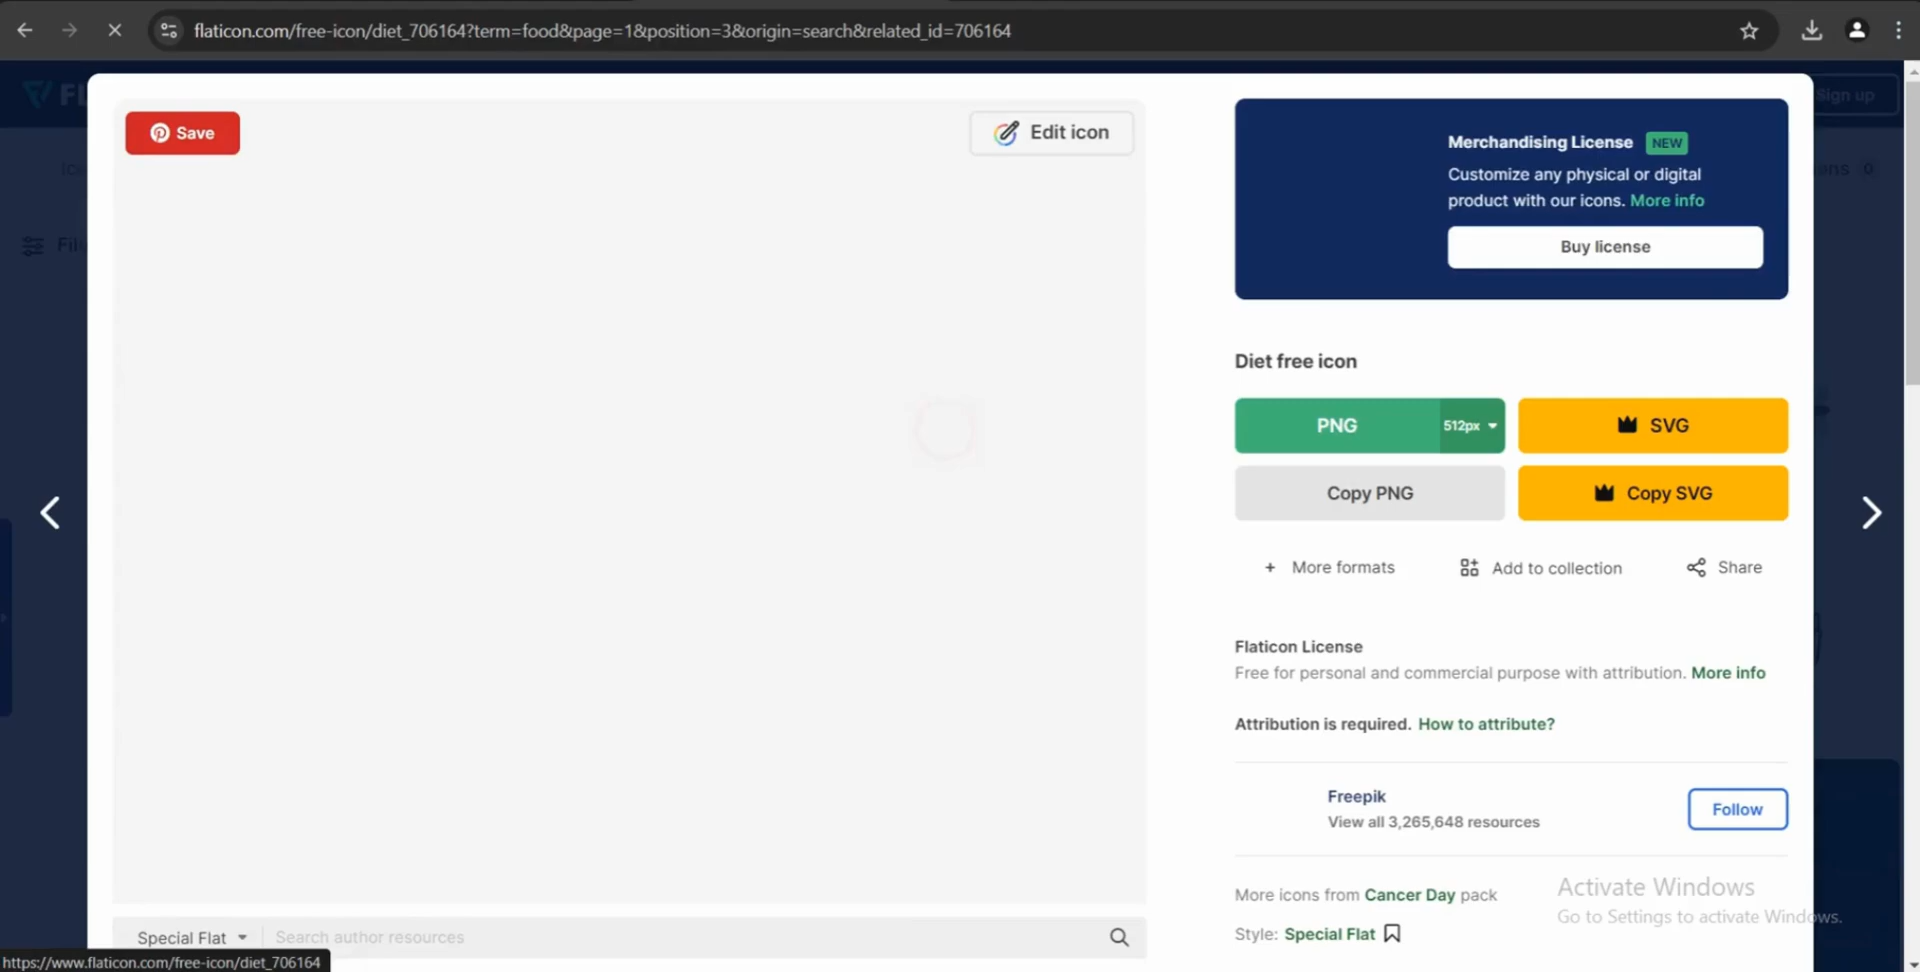 flaticon.com/free-icon/diet_706164?term=food&page=1&position=3&origin=search&related_id=706164
Sign up
Save
Edit icon
Merchandising License NEW
Customize any physical or digital
product with our icons. More info
Buy license
Diet free icon
PNG 512px
SVG
Copy PNG
Copy SVG
+ More formats
Add to collection
Share
Flaticon License
Free for personal and commercial purpose with attribution. More info
Attribution is required. How to attribute?
Freepik
View all 3,265,648 resources
Follow
More icons from Cancer Day pack
Style: Special Flat
Activate Windows
Go to Settings to activate Windows.
Special Flat
Search author resources
https://www.flaticon.com/free-icon/diet_706164